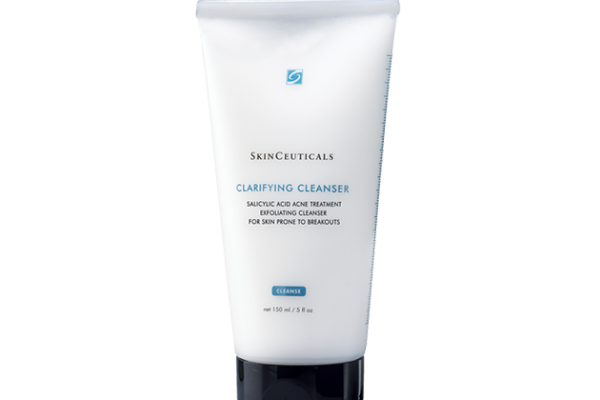 SKINCEUTICALS
CLARIFYING CLEANSER
SALICYLIC ACID ACNE TREATMENT
EXFOLIATING CLEANSER
FOR SKIN PRONE TO BREAKOUTS
CLEANSE
net 150 ml / 5 fl oz